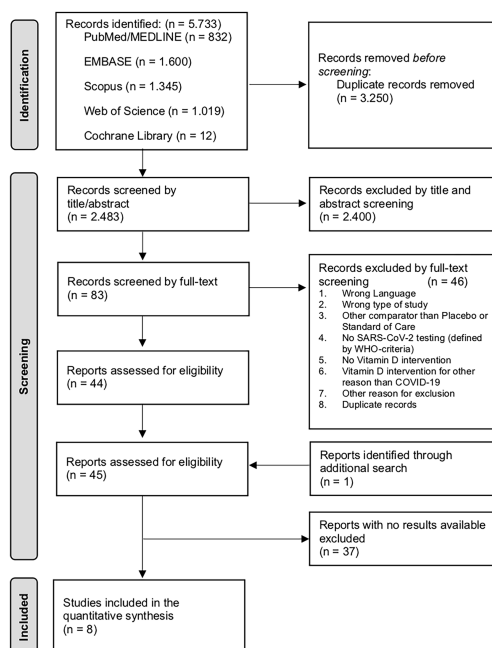 Identification
Records identified: (n = 5.733)
PubMed/MEDLINE (n = 832)
EMBASE (n = 1.600)
Scopus (n = 1.345)
Web of Science (n = 1.019)
Cochrane Library (n = 12)
Records removed before
screening:
Duplicate records removed
(n = 3.250)
Screening
Records screened by
title/abstract
(n = 2.483)
Records excluded by title and
abstract screening
(n = 2.400)
Records screened by full-text
(n = 83)
Records excluded by full-text
screening (n = 46)
1. Wrong Language
2. Wrong type of study
3. Other comparator than Placebo or
Standard of Care
4. No SARS-CoV-2 testing (defined
by WHO-criteria)
5. No Vitamin D intervention
6. Vitamin D intervention for other
reason than COVID-19
7. Other reason for exclusion
8. Duplicate records
Reports assessed for eligibility
(n = 44)
Reports assessed for eligibility
(n = 45)
Reports identified through
additional search
(n = 1)
Reports with no results available
excluded
(n = 37)
Included
Studies included in the
quantitative synthesis
(n = 8)